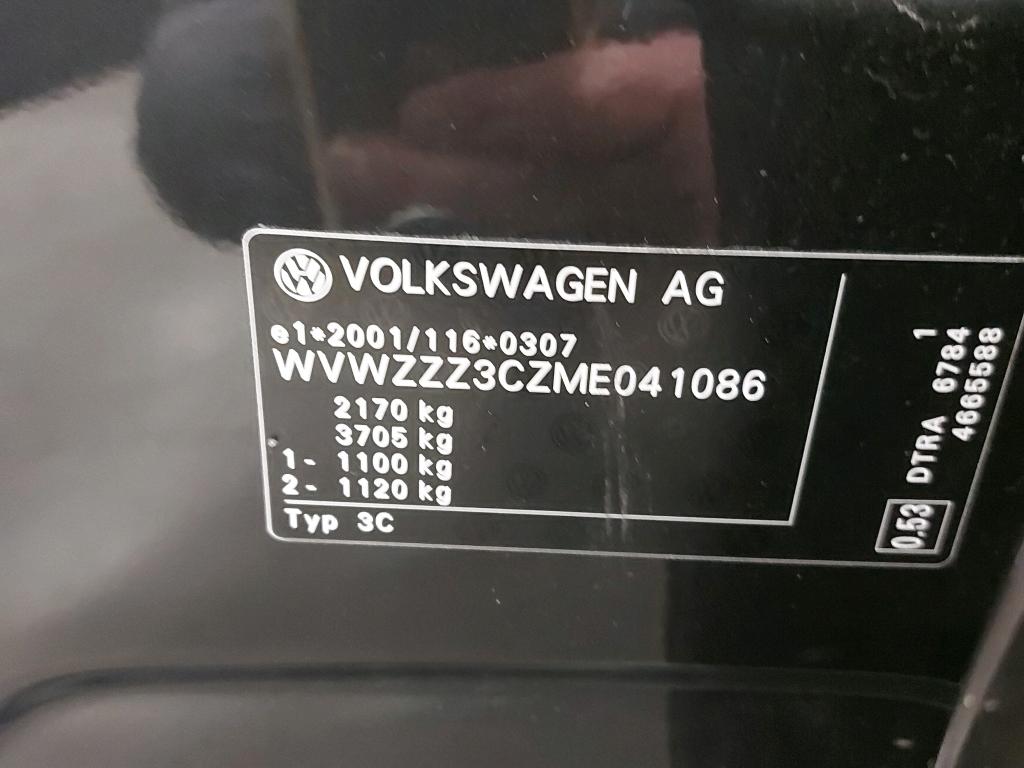 VOLKSWAGEN AG
e1*2001/116*0307
WVWZZZ3CZME041086
2170 kg
3705 kg
1- 1100 kg
2- 1120 kg
Typ 3C
1
DTRA 6784
4665588
0.53